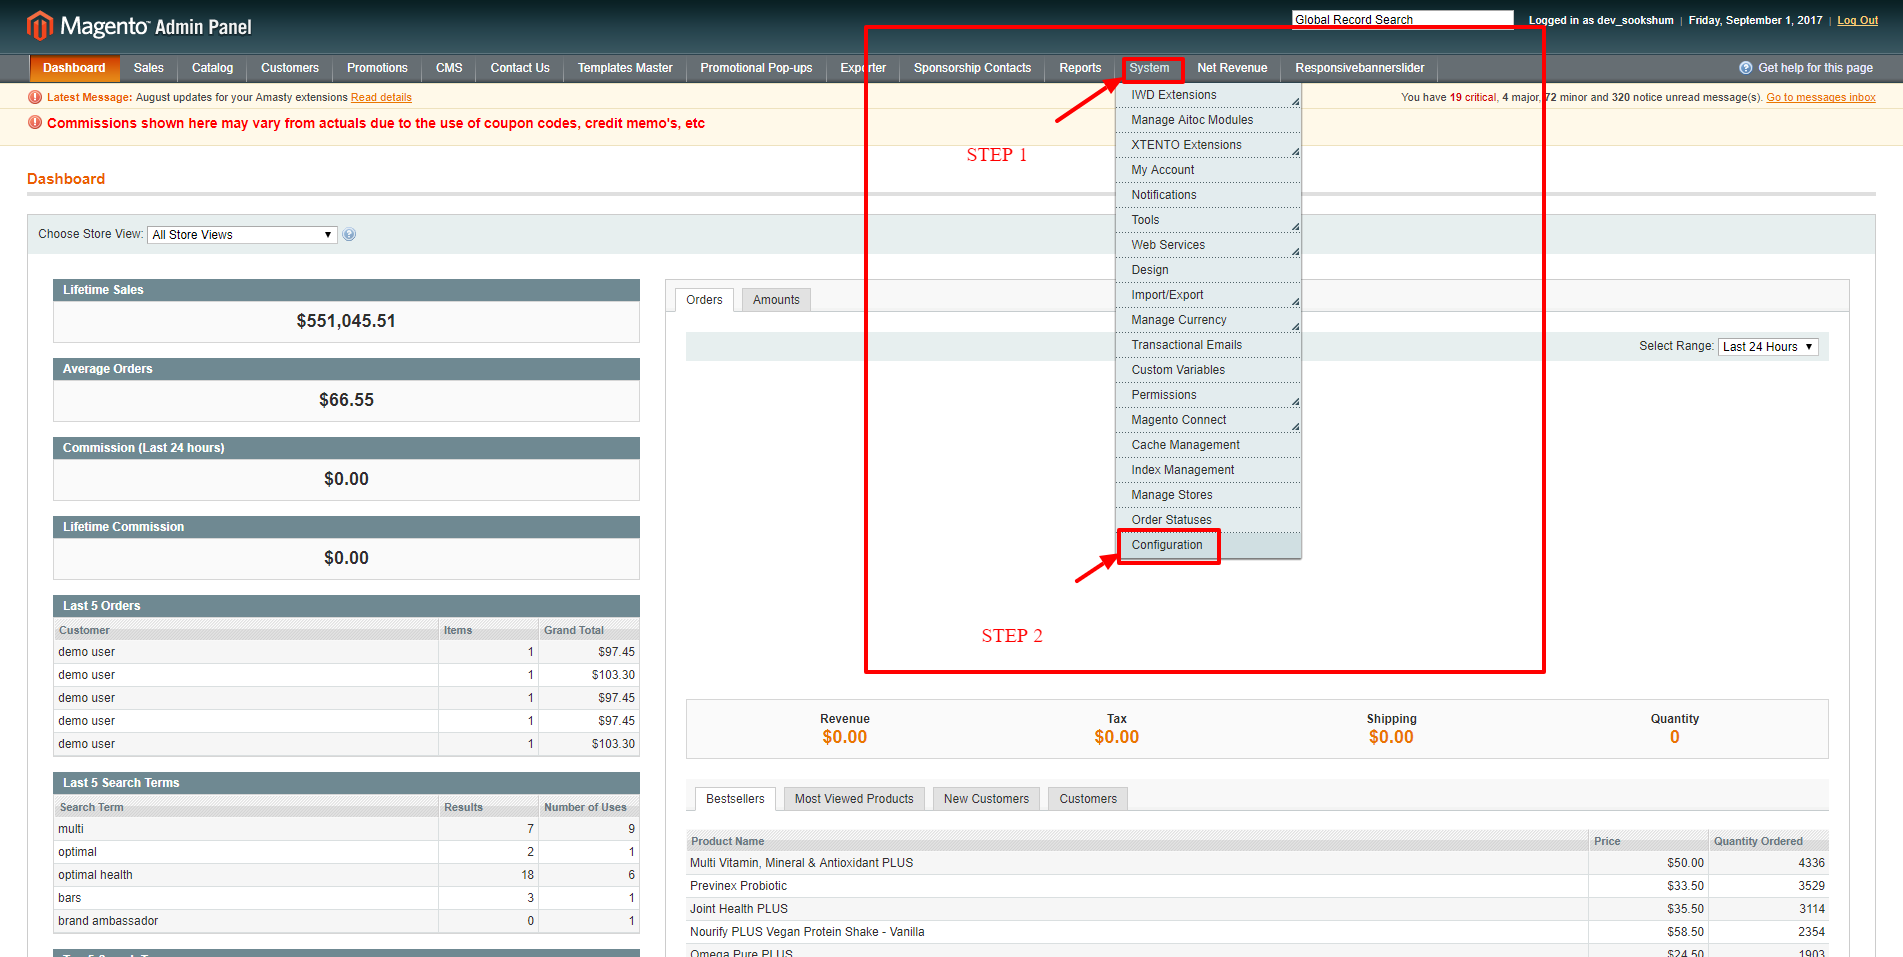 Magento™ Admin Panel
Global Record Search
Logged in as dev_sookshum | Friday, September 1, 2017 | Log Out
Dashboard Sales Catalog Customers Promotions CMS Contact Us Templates Master Promotional Pop-ups Exporter Sponsorship Contacts Reports System Net Revenue Responsivebannerslider Get help for this page
Latest Message: August updates for your Amasty extensions Read details
You have 19 critical, 4 major, 72 minor and 320 notice unread message(s). Go to messages inbox
Commissions shown here may vary from actuals due to the use of coupon codes, credit memo's, etc
STEP 1
IWD Extensions
Manage Aitoc Modules
XTENTO Extensions
My Account
Notifications
Tools
Web Services
Design
Import/Export
Manage Currency
Transactional Emails
Custom Variables
Permissions
Magento Connect
Cache Management
Index Management
Manage Stores
Order Statuses
Configuration
STEP 2
Dashboard
Choose Store View: All Store Views
Lifetime Sales
$551,045.51
Average Orders
$66.55
Commission (Last 24 hours)
$0.00
Lifetime Commission
$0.00
Last 5 Orders
Customer Items Grand Total
demo user 1 $97.45
demo user 1 $103.30
demo user 1 $97.45
demo user 1 $97.45
demo user 1 $103.30
Last 5 Search Terms
Search Term Results Number of Uses
multi 7 9
optimal 2 1
optimal health 18 6
bars 3 1
brand ambassador 0 1
Orders Amounts
Select Range: Last 24 Hours
Revenue Tax Shipping Quantity
$0.00 $0.00 $0.00 0
Bestsellers Most Viewed Products New Customers Customers
Product Name Price Quantity Ordered
Multi Vitamin, Mineral & Antioxidant PLUS $50.00 4336
Previnex Probiotic $33.50 3529
Joint Health PLUS $35.50 3114
Nourify PLUS Vegan Protein Shake - Vanilla $58.50 2354
Omega Pure PLUS $24.50 1903